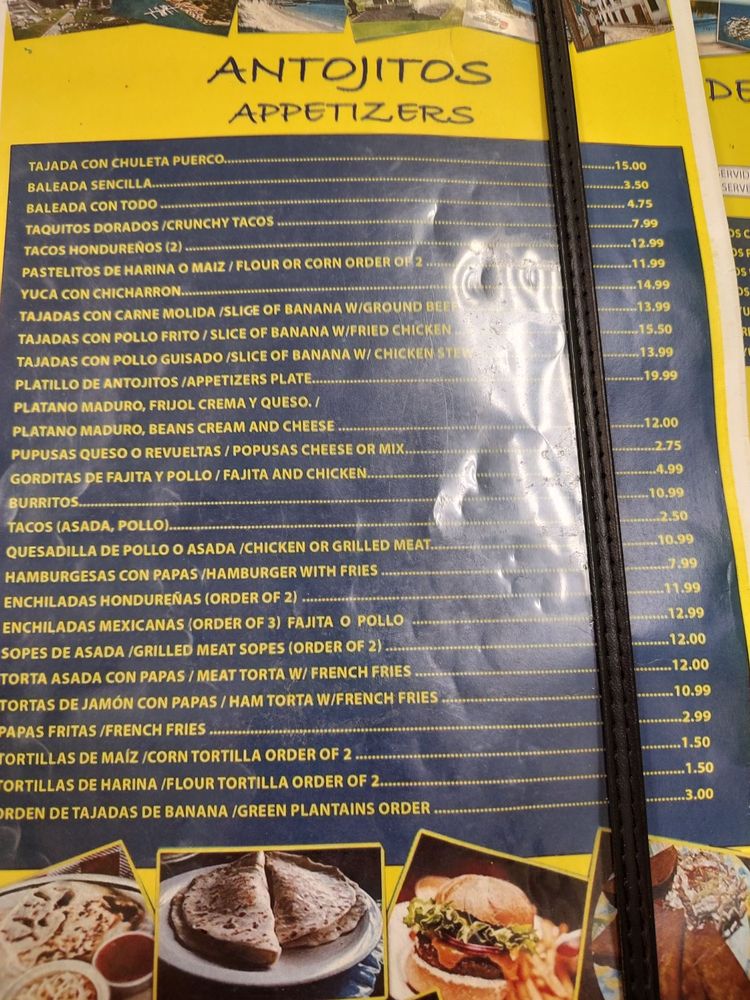 ANTOJITOS
APPETIZERS
TAJADA CON CHULETA PUERCO 15.00
BALEADA SENCILLA 3.50
BALEADA CON TODO 4.75
TAQUITOS DORADOS /CRUNCHY TACOS 7.99
TACOS HONDUREÑOS (2) 12.99
PASTELITOS DE HARINA O MAIZ / FLOUR OR CORN ORDER OF 2 11.99
YUCA CON CHICHARRON 14.99
TAJADAS CON CARNE MOLIDA /SLICE OF BANANA W/GROUND BEEF 13.99
TAJADAS CON POLLO FRITO / SLICE OF BANANA W/FRIED CHICKEN 15.50
TAJADAS CON POLLO GUISADO /SLICE OF BANANA W/ CHICKEN STEW 13.99
PLATILLO DE ANTOJITOS /APPETIZERS PLATE 19.99
PLATANO MADURO, FRIJOL CREMA Y QUESO. /
PLATANO MADURO, BEANS CREAM AND CHEESE 12.00
PUPUSAS QUESO O REVUELTAS / POPUSAS CHEESE OR MIX 2.75
GORDITAS DE FAJITA Y POLLO / FAJITA AND CHICKEN 4.99
BURRITOS 10.99
TACOS (ASADA, POLLO) 2.50
QUESADILLA DE POLLO O ASADA /CHICKEN OR GRILLED MEAT 10.99
HAMBURGESAS CON PAPAS /HAMBURGER WITH FRIES 7.99
ENCHILADAS HONDUREÑAS (ORDER OF 2) 11.99
ENCHILADAS MEXICANAS (ORDER OF 3) FAJITA O POLLO 12.99
SOPES DE ASADA /GRILLED MEAT SOPES (ORDER OF 2) 12.00
TORTA ASADA CON PAPAS / MEAT TORTA W/ FRENCH FRIES 12.00
TORTAS DE JAMÓN CON PAPAS / HAM TORTA W/FRENCH FRIES 10.99
PAPAS FRITAS /FRENCH FRIES 2.99
TORTILLAS DE MAÍZ /CORN TORTILLA ORDER OF 2 1.50
TORTILLAS DE HARINA /FLOUR TORTILLA ORDER OF 2 1.50
ORDEN DE TAJADAS DE BANANA /GREEN PLANTAINS ORDER 3.00
DE
SERVID
SERVE